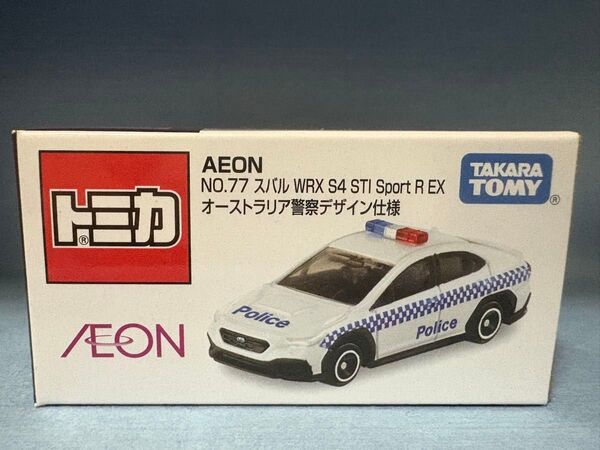 トミカ®
AEON
NO.77 スバル WRX S4 STI Sport R EX
オーストラリア警察デザイン仕様
TAKARA
TOMY®
ÆON
Police
Police